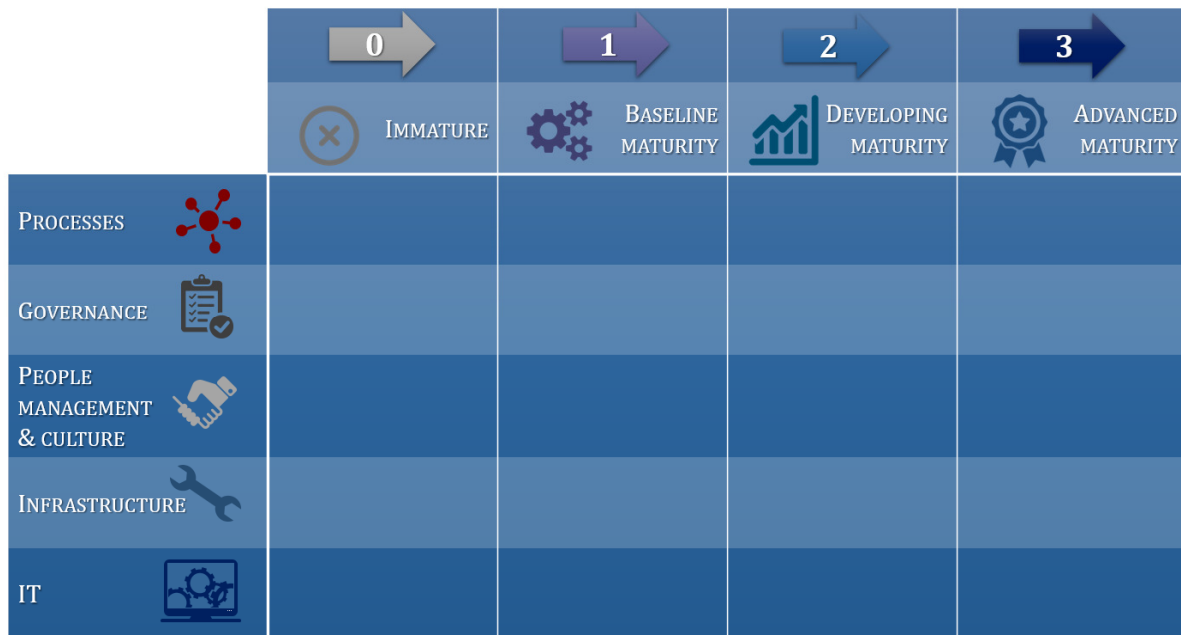 0
1
2
3
IMMATURE
BASELINE
MATURITY
DEVELOPING
MATURITY
ADVANCED
MATURITY
PROCESSES
GOVERNANCE
PEOPLE
MANAGEMENT
& CULTURE
INFRASTRUCTURE
IT